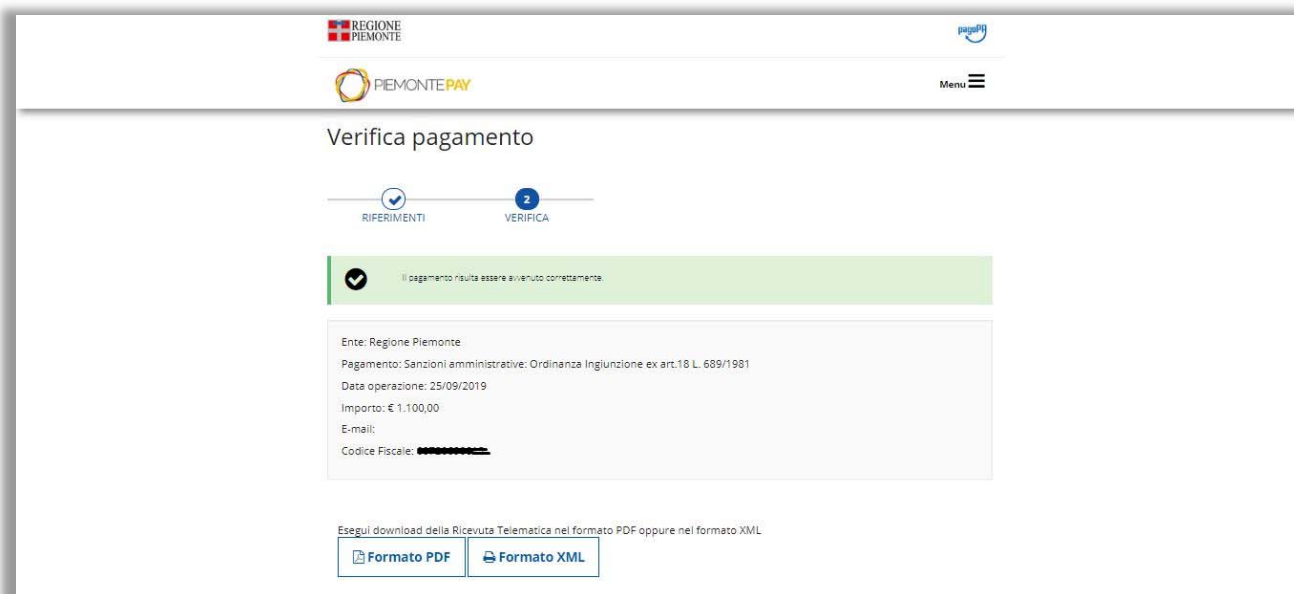 REGIONE
PIEMONTE
pagoPA
PIEMONTEPAY
Menu
Verifica pagamento
2
RIFERIMENTI VERIFICA
Il pagamento risulta essere avvenuto correttamente.
Ente: Regione Piemonte
Pagamento: Sanzioni amministrative: Ordinanza Ingiunzione ex art.18 L. 689/1981
Data operazione: 25/09/2019
Importo: € 1.100,00
E-mail:
Codice Fiscale:
Esegui download della Ricevuta Telematica nel formato PDF oppure nel formato XML
Formato PDF Formato XML